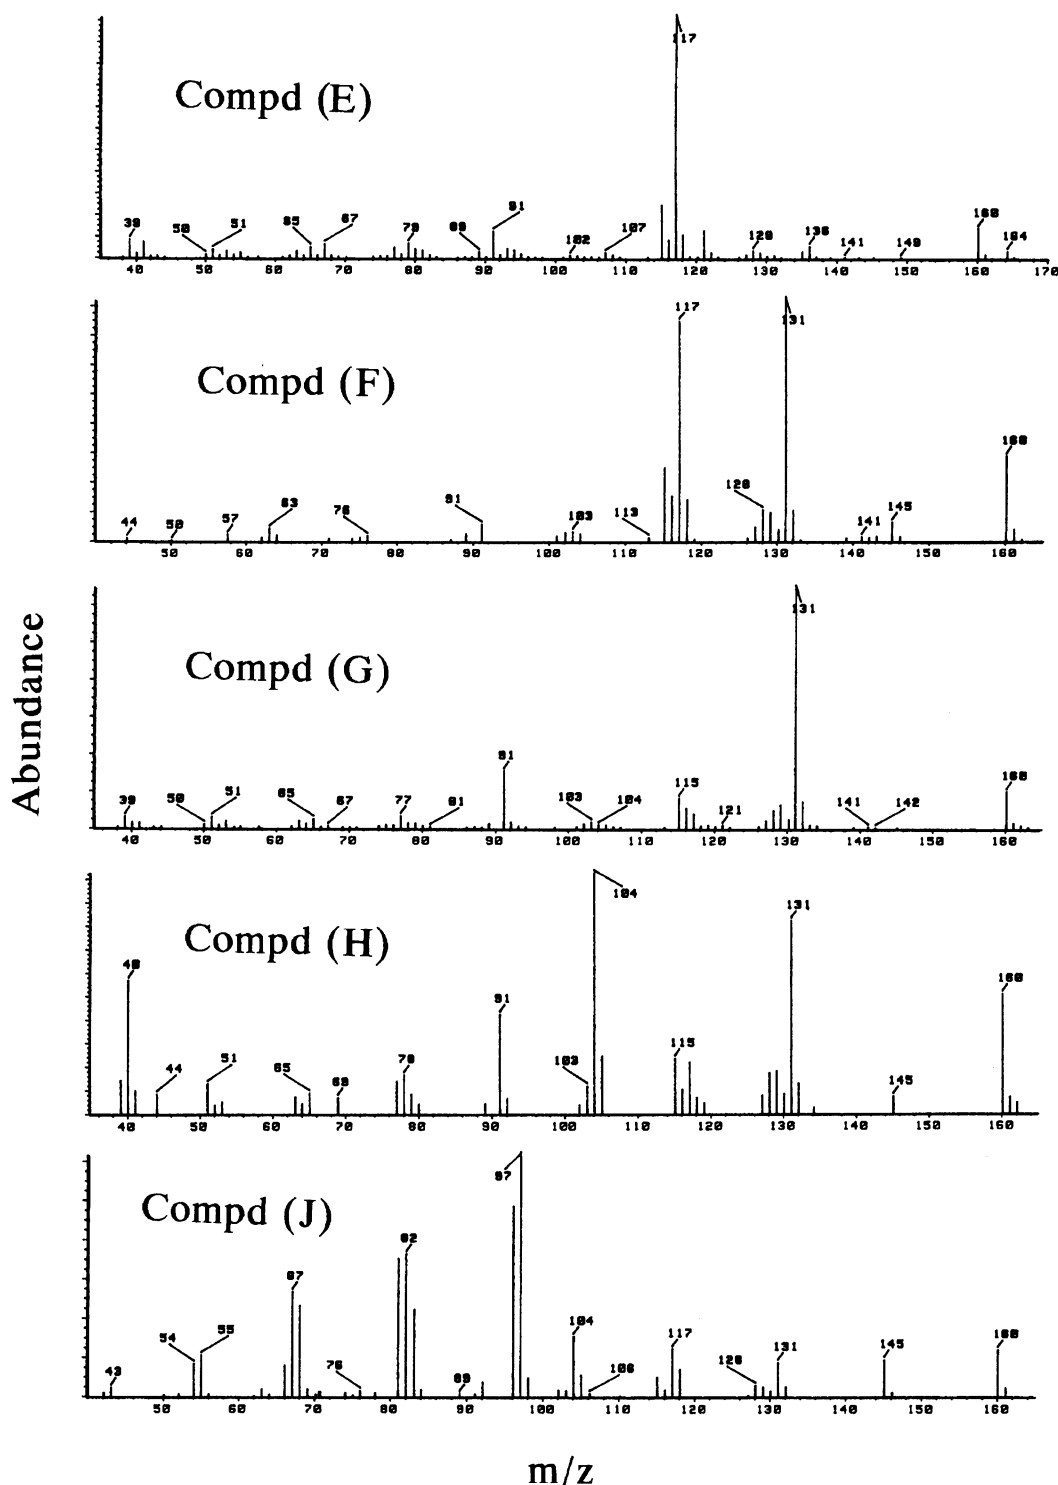 117
Compd (E)
39 50 51 65 67 79 89 91 102 107 128 136 141 149 160 164
40 50 60 70 80 90 100 110 120 130 140 150 160 170
117 131
Compd (F)
44 50 57 63 76 91 103 113 128 141 145 160
50 60 70 80 90 100 110 120 130 140 150 160
131
Compd (G)
39 50 51 65 67 77 81 91 103 104 115 121 141 142 160
40 50 60 70 80 90 100 110 120 130 140 150 160
Abundance
104
131
Compd (H)
40 44 51 65 69 78 91 103 115 145 160
40 50 60 70 80 90 100 110 120 130 140 150 160
97
Compd (J)
43 54 55 67 76 82 89 104 106 117 128 131 145 160
50 60 70 80 90 100 110 120 130 140 150 160
m/z